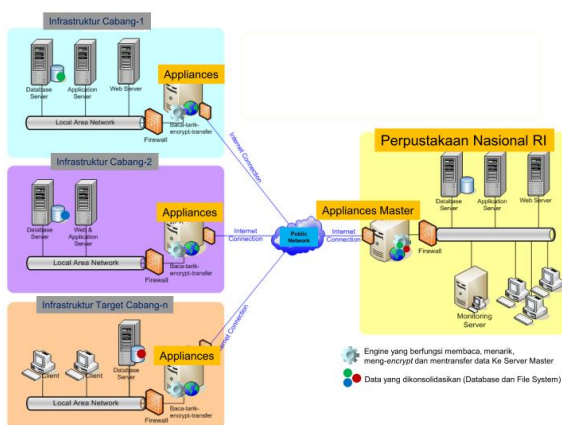 Infrastruktur Cabang-1
Appliances
Database
Server
Application
Server
Web Server
Local Area Network
Firewall
Baca-tarik-
encrypt-transfer
Internet Connection
Infrastruktur Cabang-2
Appliances
Database
Server
Web &
Application
Server
Local Area Network
Firewall
Baca-tarik-
encrypt-transfer
Internet
Connection
Public
Network
Internet
Connection
Infrastruktur Target Cabang-n
Appliances
Client
Client
Database
Server
Local Area Network
Firewall
Baca-tarik-
encrypt-transfer
Connection
Perpustakaan Nasional RI
Appliances Master
Database
Server
Application
Server
Web Server
Firewall
Monitoring
Server
Engine yang berfungsi membaca, menarik,
meng-encrypt dan mentransfer data Ke Server Master
Data yang dikonsolidasikan (Database dan File System)